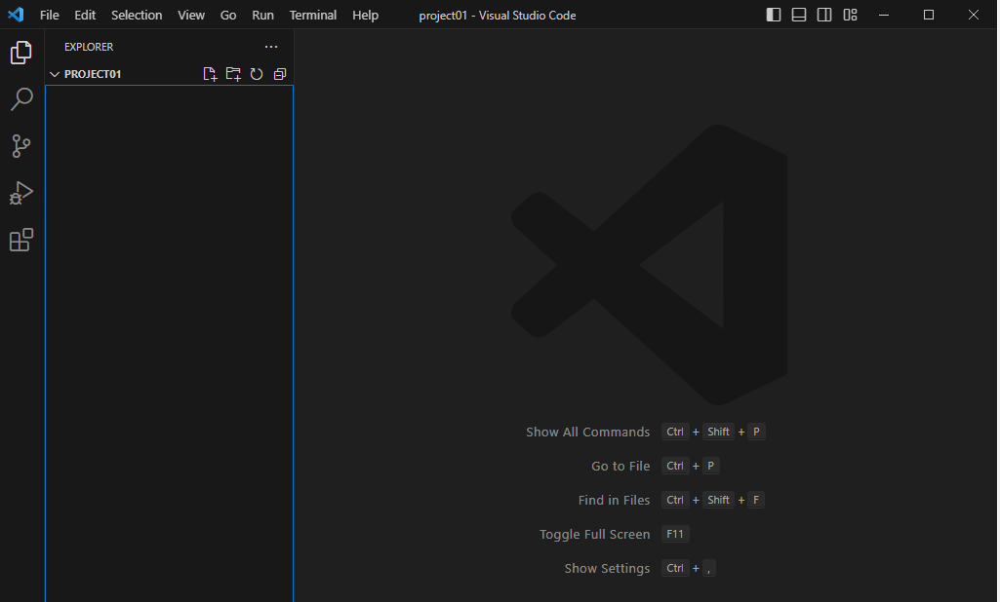 File Edit Selection View Go Run Terminal Help project01 - Visual Studio Code
EXPLORER
PROJECT01
Show All Commands Ctrl + Shift + P
Go to File Ctrl + P
Find in Files Ctrl + Shift + F
Toggle Full Screen F11
Show Settings Ctrl + ,